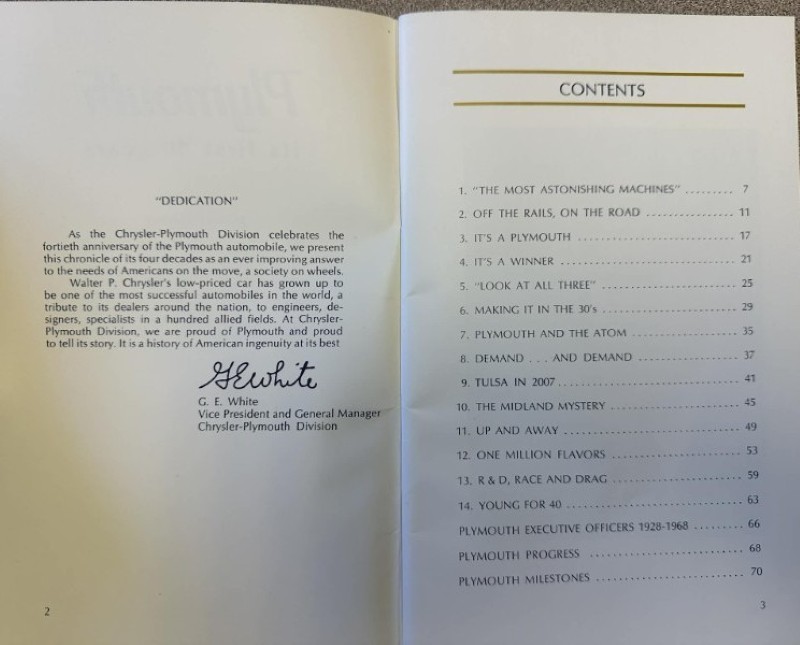 "DEDICATION"
As the Chrysler-Plymouth Division celebrates the
fortieth anniversary of the Plymouth automobile, we present
this chronicle of its four decades as an ever improving answer
to the needs of Americans on the move, a society on wheels.
Walter P. Chrysler's low-priced car has grown up to
be one of the most successful automobiles in the world, a
tribute to its dealers around the nation, to engineers, de-
signers, specialists in a hundred allied fields. At Chrysler-
Plymouth Division, we are proud of Plymouth and proud
to tell its story. It is a history of American ingenuity at its best
GEWhite
G. E. White
Vice President and General Manager
Chrysler-Plymouth Division
2
CONTENTS
1. "THE MOST ASTONISHING MACHINES" ......... 7
2. OFF THE RAILS, ON THE ROAD ............... 11
3. IT'S A PLYMOUTH ........................... 17
4. IT'S A WINNER .............................. 21
5. "LOOK AT ALL THREE" ....................... 25
6. MAKING IT IN THE 30's ....................... 29
7. PLYMOUTH AND THE ATOM .................. 35
8. DEMAND . . . AND DEMAND .................. 37
9. TULSA IN 2007 .............................. 41
10. THE MIDLAND MYSTERY ...................... 45
11. UP AND AWAY .............................. 49
12. ONE MILLION FLAVORS ...................... 53
13. R & D, RACE AND DRAG ...................... 59
14. YOUNG FOR 40 .............................. 63
PLYMOUTH EXECUTIVE OFFICERS 1928-1968 ......... 66
PLYMOUTH PROGRESS .......................... 68
PLYMOUTH MILESTONES ......................... 70
3